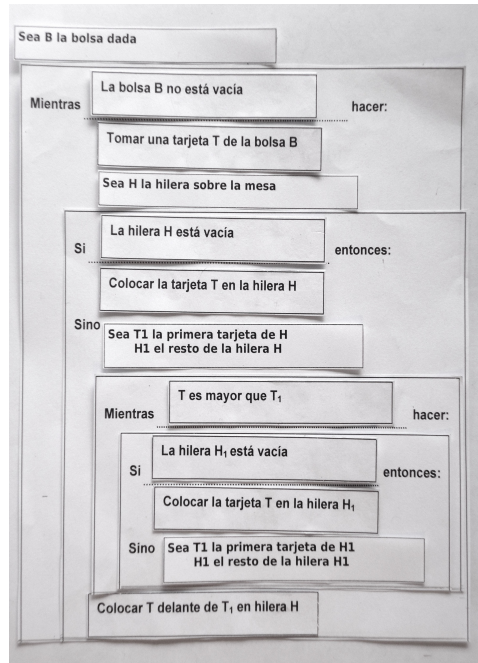 Sea B la bolsa dada
Mientras La bolsa B no está vacía hacer:
Tomar una tarjeta T de la bolsa B
Sea H la hilera sobre la mesa
Si La hilera H está vacía entonces:
Colocar la tarjeta T en la hilera H
Sino Sea T1 la primera tarjeta de H
H1 el resto de la hilera H
Mientras T es mayor que T₁ hacer:
Si La hilera H₁ está vacía entonces:
Colocar la tarjeta T en la hilera H₁
Sino Sea T1 la primera tarjeta de H1
H1 el resto de la hilera H1
Colocar T delante de T₁ en hilera H